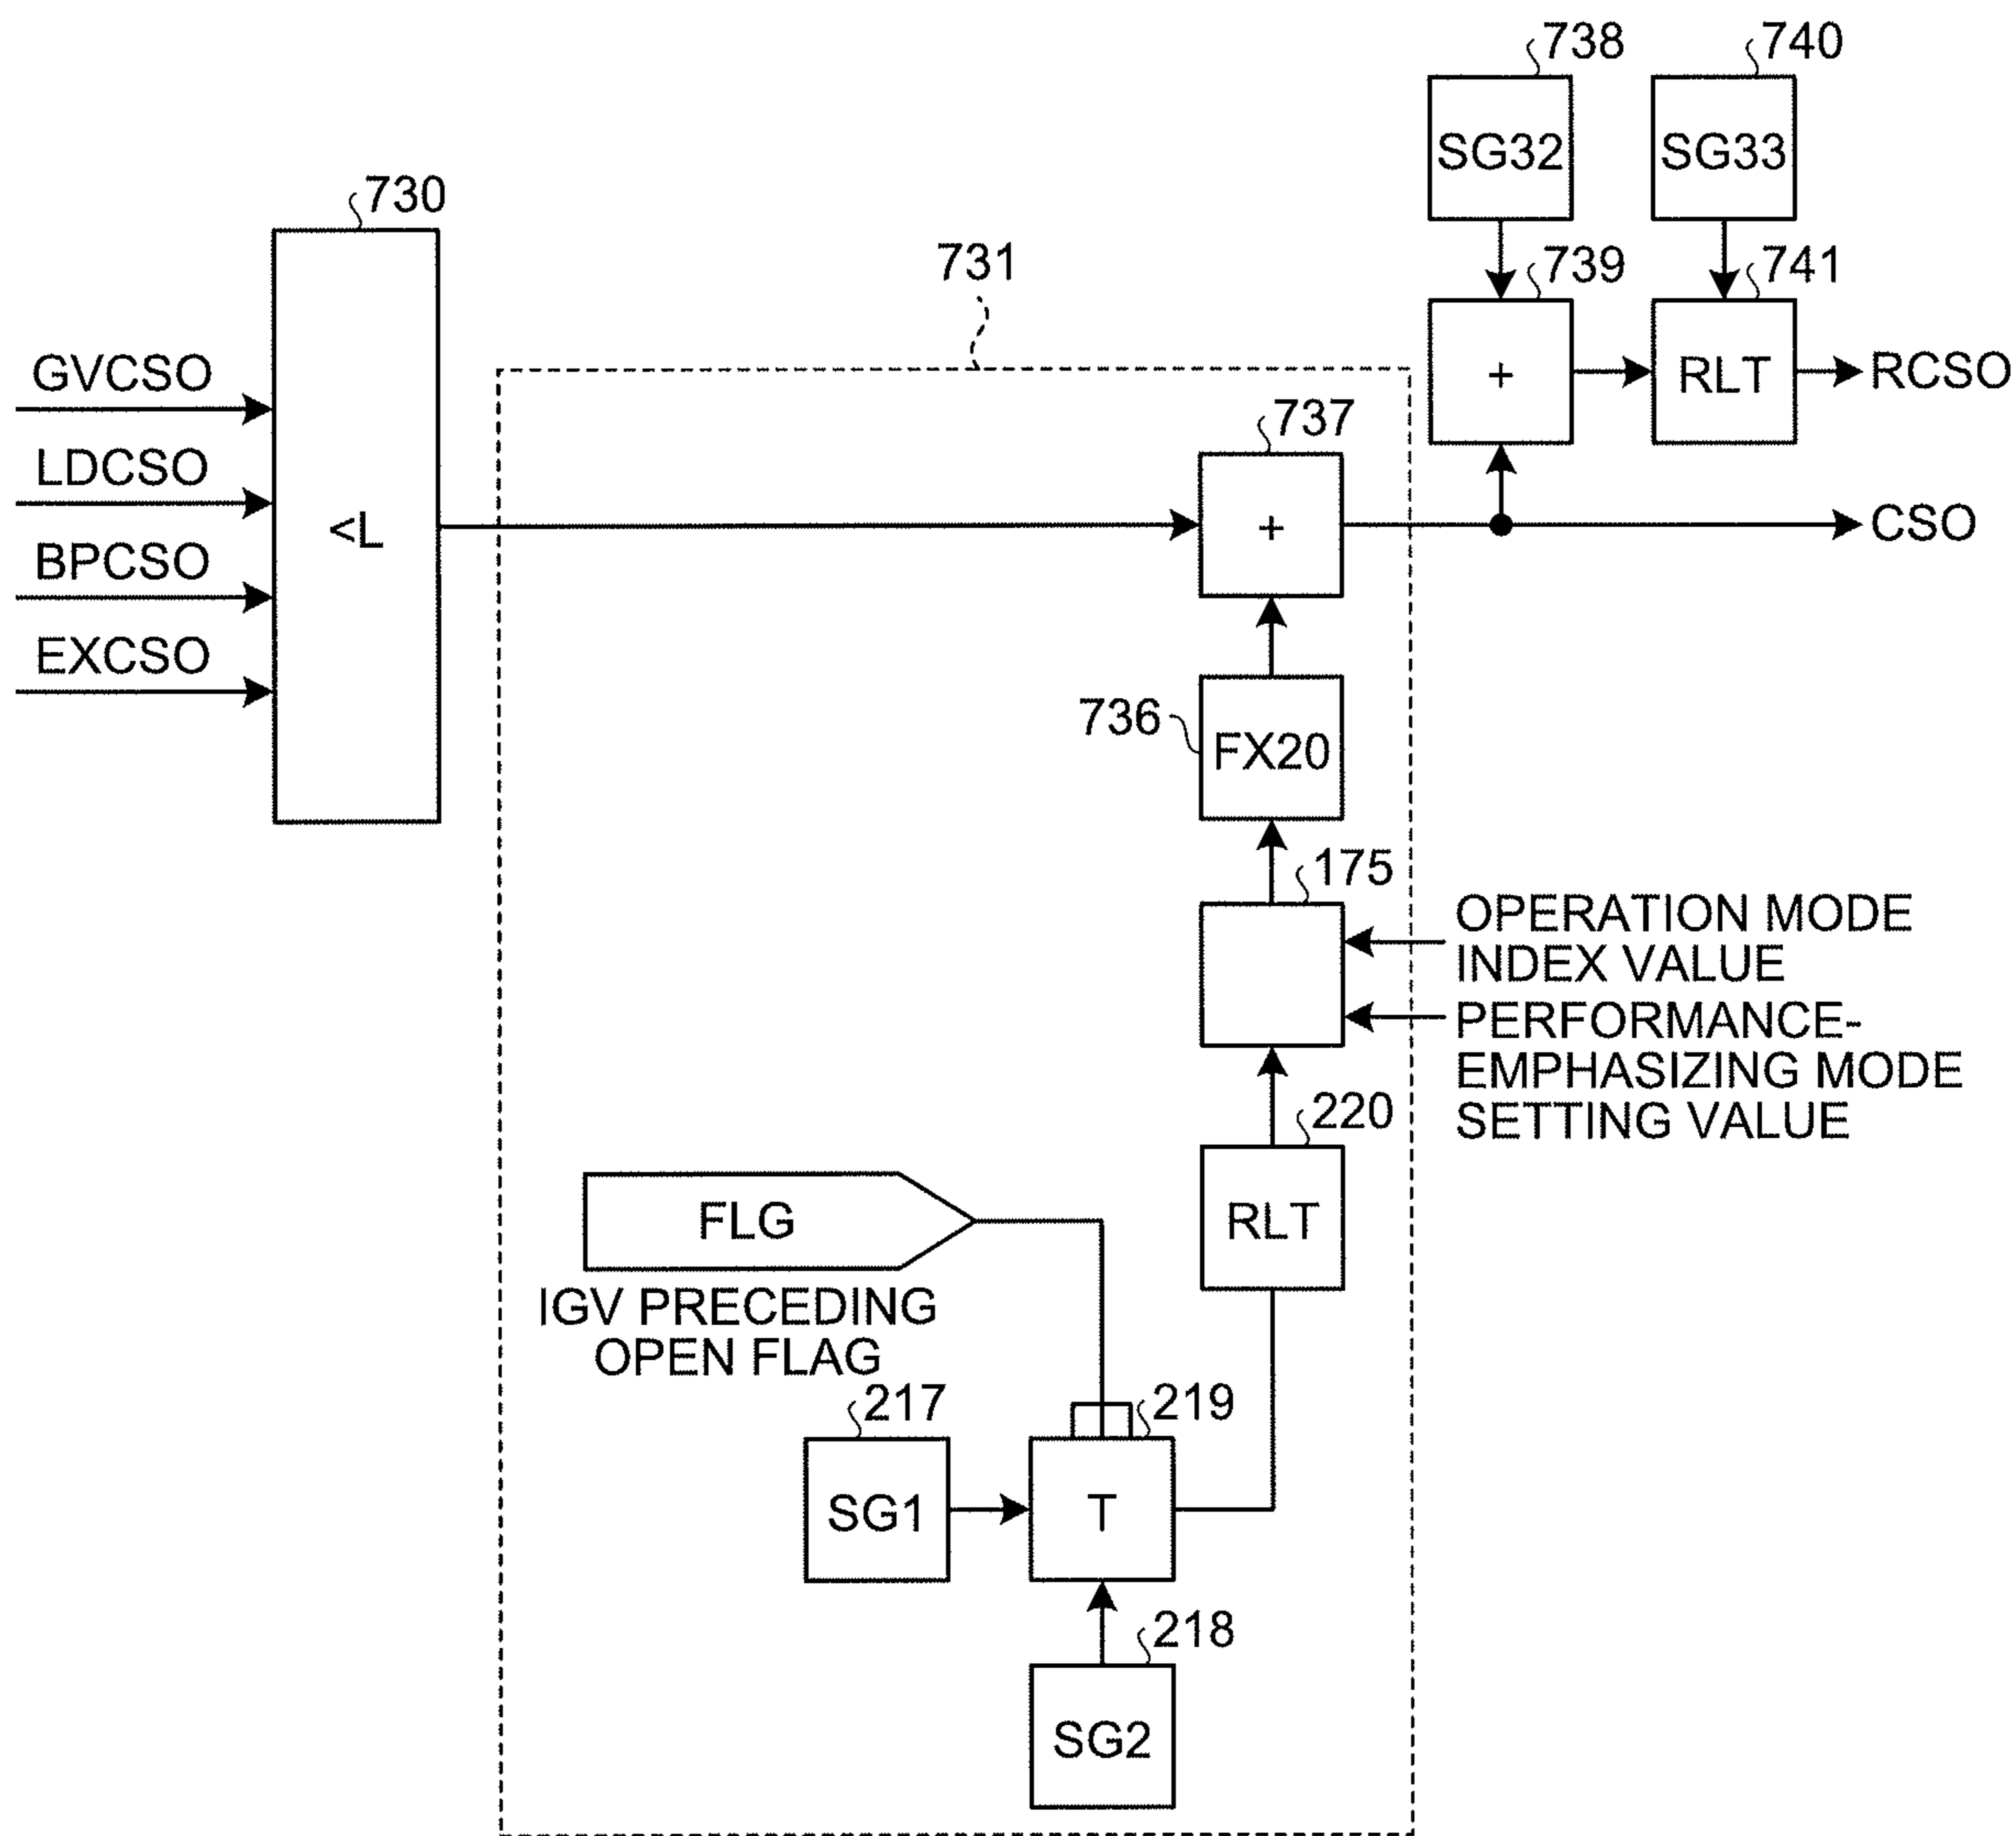 738
740
SG32
SG33
730
731
739
741
GVCSO
+
RLT
RCSO
737
LDCSO
<L
+
CSO
BPCSO
EXCSO
736
FX20
175
OPERATION MODE
INDEX VALUE
PERFORMANCE-
EMPHASIZING MODE
SETTING VALUE
220
FLG
RLT
IGV PRECEDING
OPEN FLAG
217
219
SG1
T
218
SG2